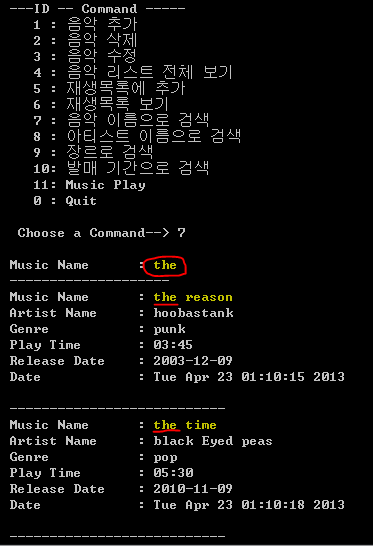 ---ID -- Command -----
1 : 음악 추가
2 : 음악 삭제
3 : 음악 수정
4 : 음악 리스트 전체 보기
5 : 재생목록에 추가
6 : 재생목록 보기
7 : 음악 이름으로 검색
8 : 아티스트 이름으로 검색
9 : 장르로 검색
10: 발매 기간으로 검색
11: Music Play
0 : Quit
Choose a Command--> 7
Music Name : the
--------------------
Music Name : the reason
Artist Name : hoobastank
Genre : punk
Play Time : 03:45
Release Date : 2003-12-09
Date : Tue Apr 23 01:10:15 2013
---------------------------
Music Name : the time
Artist Name : black Eyed peas
Genre : pop
Play Time : 05:30
Release Date : 2010-11-09
Date : Tue Apr 23 01:10:18 2013
---------------------------